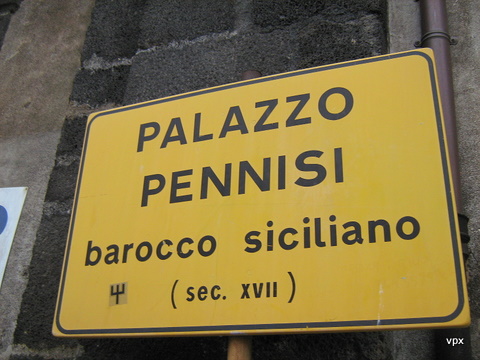 PALAZZO
PENNISI
barocco siciliano
(sec. XVII)
vpx